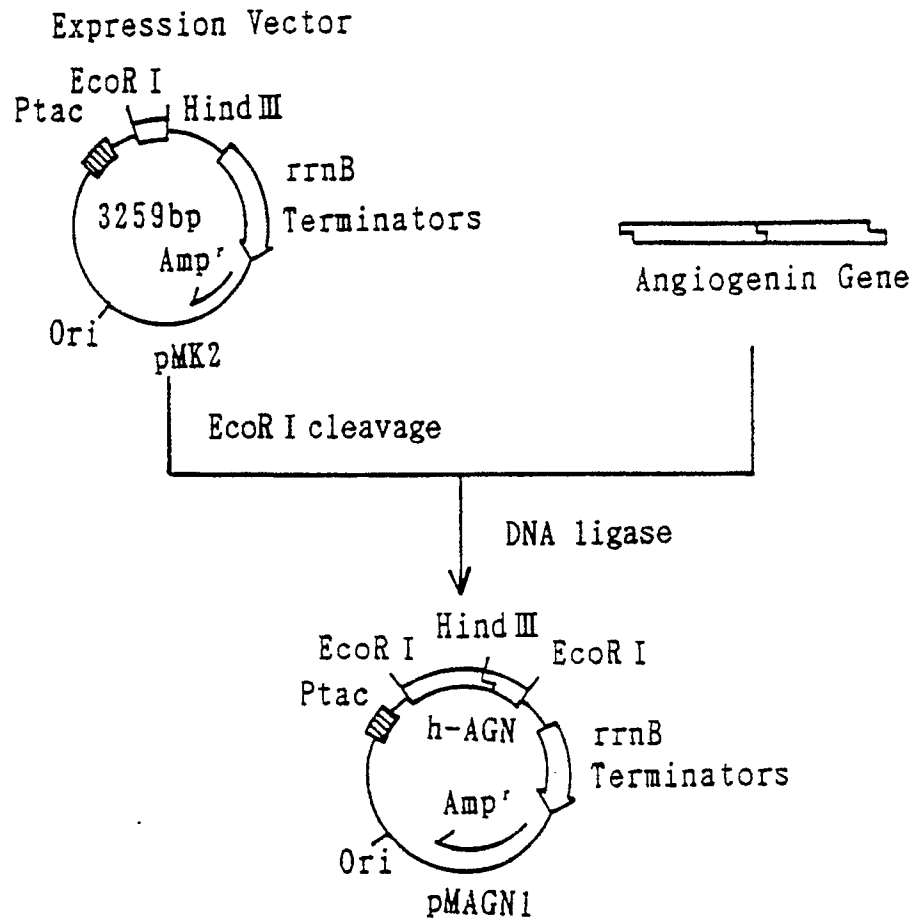 Expression Vector
EcoR I
Ptac
Hind III
rrnB
Terminators
3259bp
Amp r
Ori
pMK2
Angiogenin Gene
EcoR I cleavage
DNA ligase
Hind III
EcoR I
EcoR I
Ptac
h-AGN
rrnB
Terminators
Amp r
Ori
pMAGN1